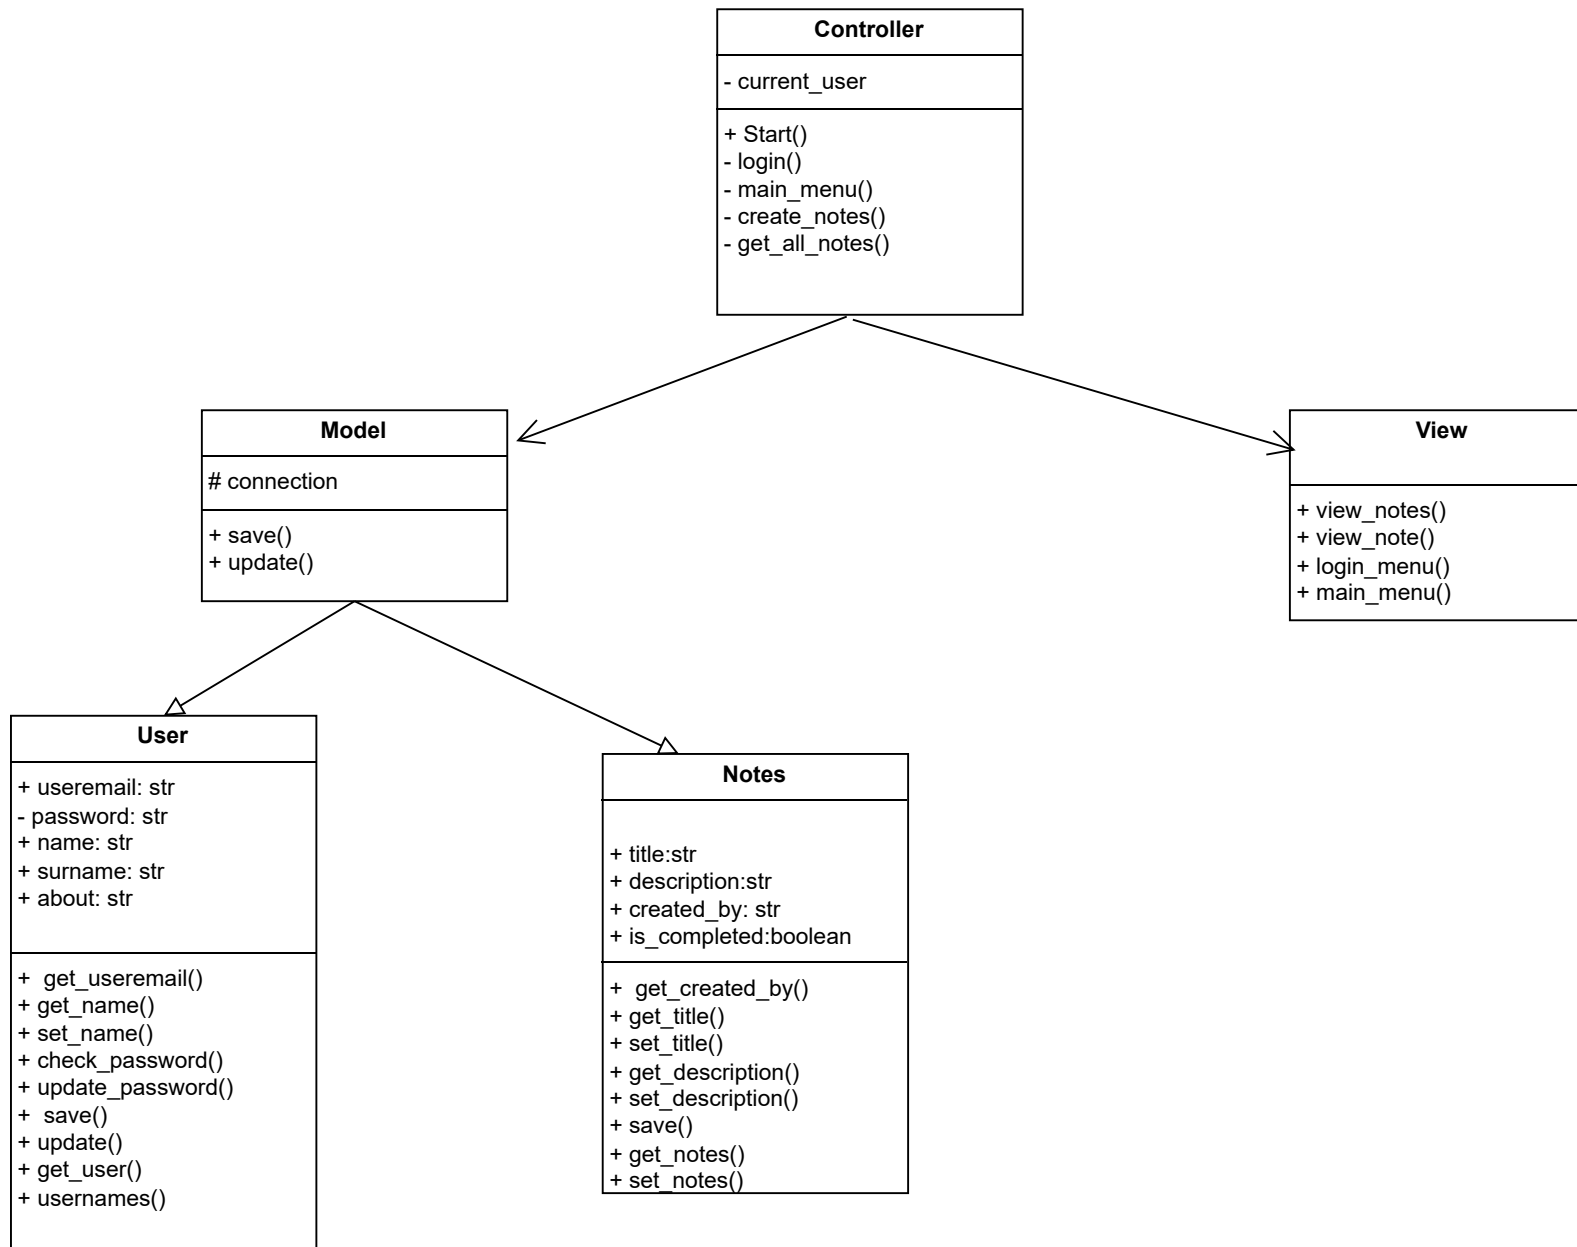 Controller
- current_user
+ Start()
- login()
- main_menu()
- create_notes()
- get_all_notes()
Model
# connection
+ save()
+ update()
View
+ view_notes()
+ view_note()
+ login_menu()
+ main_menu()
User
+ useremail: str
- password: str
+ name: str
+ surname: str
+ about: str
+  get_useremail()
+ get_name()
+ set_name()
+ check_password()
+ update_password()
+  save()
+ update()
+ get_user()
+ usernames()
Notes
+ title:str
+ description:str
+ created_by: str
+ is_completed:boolean
+  get_created_by()
+ get_title()
+ set_title()
+ get_description()
+ set_description()
+ save()
+ get_notes()
+ set_notes()